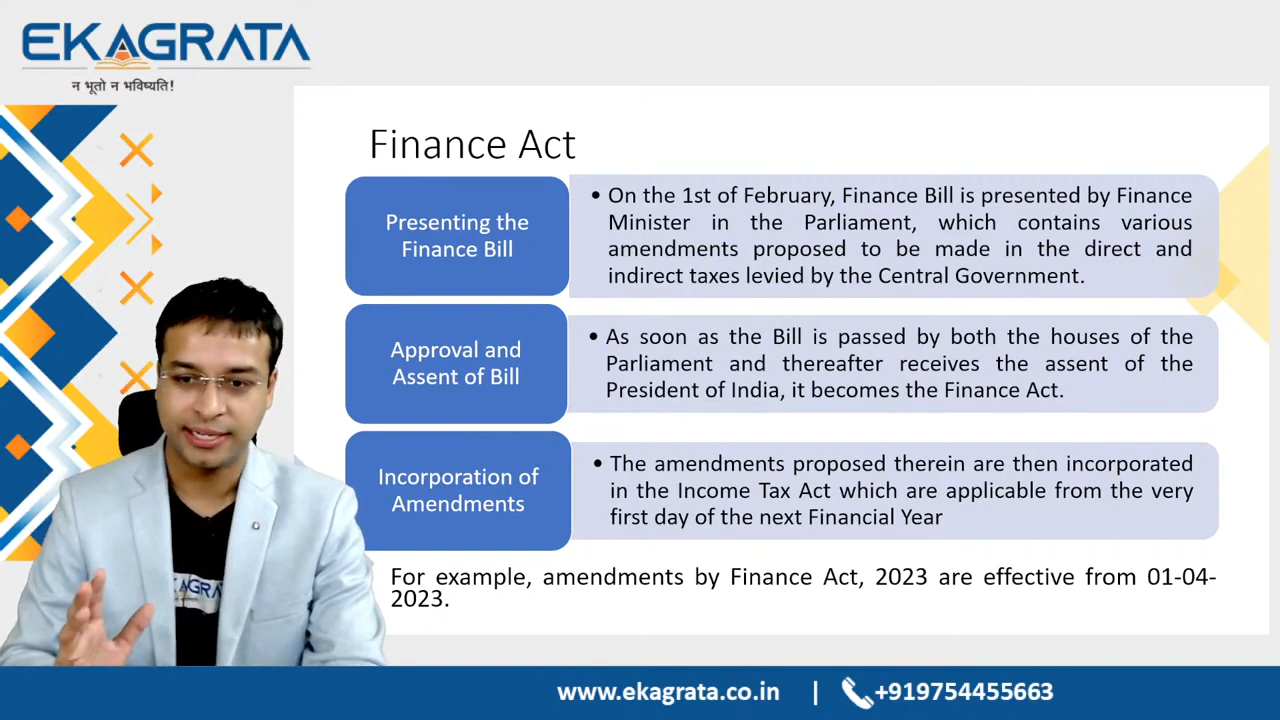 EKAGRATA
न भूतो न भविष्यति!
Finance Act
Presenting the
Finance Bill
• On the 1st of February, Finance Bill is presented by Finance
Minister in the Parliament, which contains various
amendments proposed to be made in the direct and
indirect taxes levied by the Central Government.
Approval and
Assent of Bill
• As soon as the Bill is passed by both the houses of the
Parliament and thereafter receives the assent of the
President of India, it becomes the Finance Act.
Incorporation of
Amendments
• The amendments proposed therein are then incorporated
in the Income Tax Act which are applicable from the very
first day of the next Financial Year
For example, amendments by Finance Act, 2023 are effective from 01-04-
2023.
www.ekagrata.co.in | +919754455663